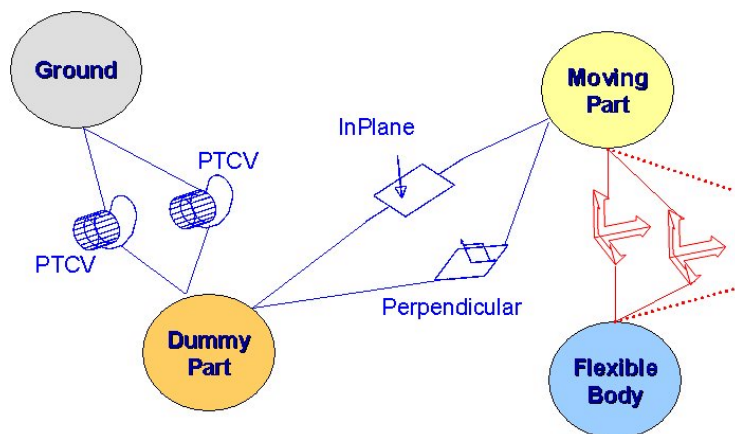 Ground
Moving
Part
InPlane
PTCV
PTCV
Perpendicular
Dummy
Part
Flexible
Body